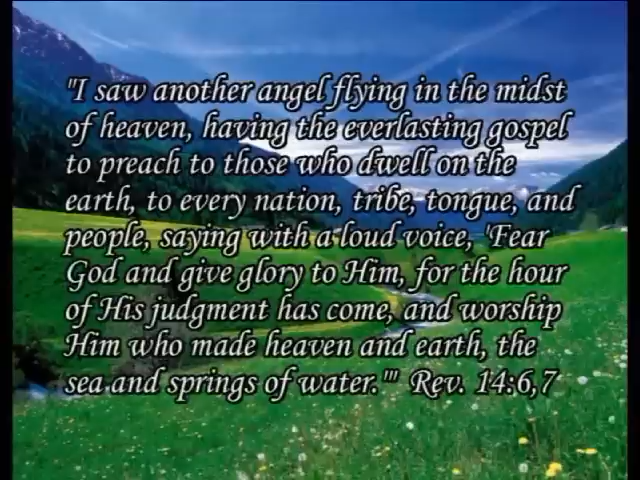 "I saw another angel flying in the midst
of heaven, having the everlasting gospel
to preach to those who dwell on the
earth, to every nation, tribe, tongue, and
people, saying with a loud voice, 'Fear
God and give glory to Him, for the hour
of His judgment has come, and worship
Him who made heaven and earth, the
sea and springs of water.'" Rev. 14:6,7